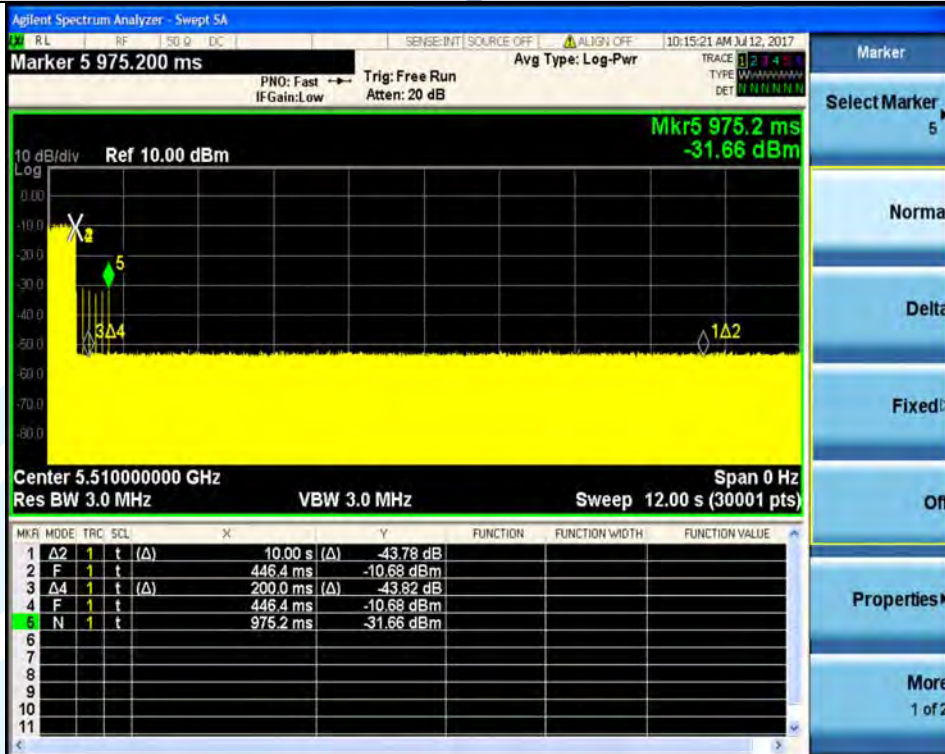 Agilent Spectrum Analyzer - Swept SA
RL RF 50 Ω DC SENSE:INT SOURCE OFF ALIGN OFF 10:15:21 AM Jul 12, 2017
Marker 5 975.200 ms
PNO: Fast
IFGain:Low
Trig: Free Run
Atten: 20 dB
Avg Type: Log-Pwr
TRACE 1 2 3 4 5 6
TYPE
DET N N N N N N
Mkr5 975.2 ms
-31.66 dBm
10 dB/div
Log
Ref 10.00 dBm
0.00
-10.0
-20.0
-30.0
-40.0
-50.0
-60.0
-70.0
-80.0
5
3Δ4
1Δ2
Center 5.510000000 GHz
Span 0 Hz
Res BW 3.0 MHz
VBW 3.0 MHz
Sweep 12.00 s (30001 pts)
MKR MODE TRC SCL X Y FUNCTION FUNCTION WIDTH FUNCTION VALUE
1 Δ2 1 t (Δ) 10.00 s (Δ) -43.78 dB
2 F 1 t 446.4 ms -10.68 dBm
3 Δ4 1 t (Δ) 200.0 ms (Δ) -43.82 dB
4 F 1 t 446.4 ms -10.68 dBm
5 N 1 t 975.2 ms -31.66 dBm
6
7
8
9
10
11
Marker
Select Marker
5
Norma
Delta
Fixed
Of
Properties
More
1 of 2